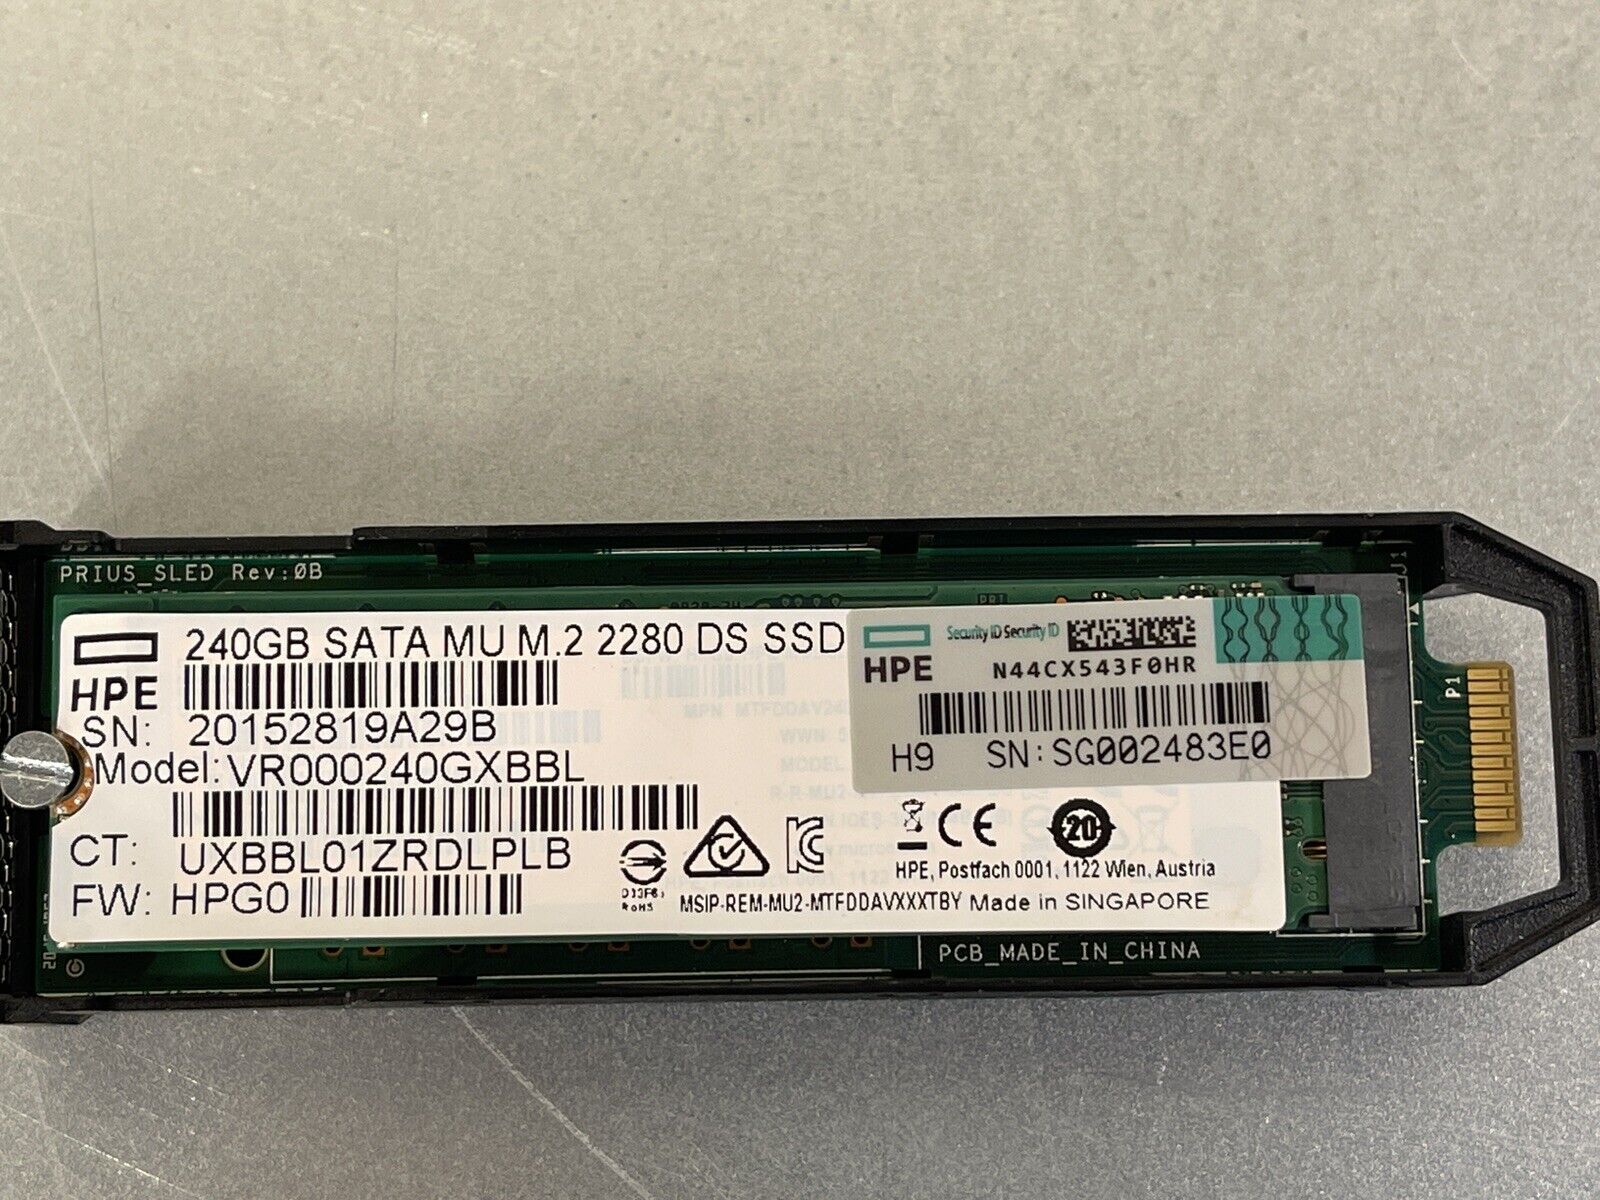 PRIUS_SLED Rev:0B
HPE
240GB SATA MU M.2 2280 DS SSD
SN: 20152819A29B
Model: VR000240GXBBL
CT: UXBBL01ZRDLPLB
FW: HPG0
HPE
Security ID Security ID
N44CX543F0HR
H9 SN:SG002483E0
CE
20
RoHS
HPE, Postfach 0001, 1122 Wien, Austria
MSIP-REM-MU2-MTFDDAVXXXTBY Made in SINGAPORE
PCB_MADE_IN_CHINA
P1
J1